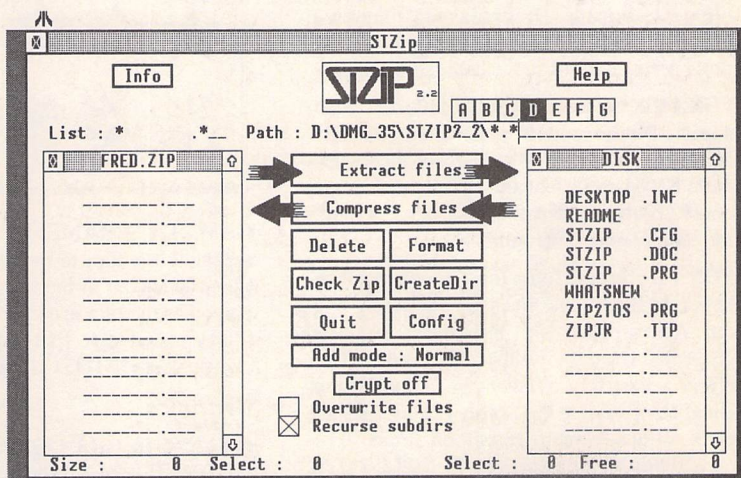 STZip
Info
STZIP 2.2
Help
A B C D E F G
List : *       .*__ Path : D:\DMG_35\STZIP2_2\*.*
FRED.ZIP
Extract files
Compress files
Delete
Format
Check Zip
CreateDir
Quit
Config
Add mode : Normal
Crypt off
Overwrite files
Recurse subdirs
DISK
DESKTOP .INF
README
STZIP   .CFG
STZIP   .DOC
STZIP   .PRG
WHATSNEW
ZIP2TOS .PRG
ZIPJR   .TTP
Size :       0  Select :   0
Select :   0  Free :       0